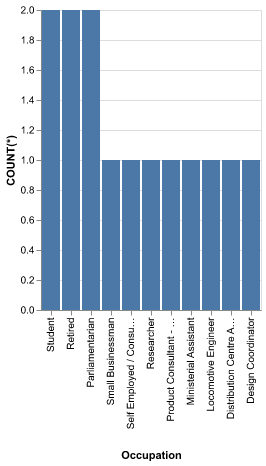 2.0
1.8
1.6
1.4
1.2
1.0
0.8
0.6
0.4
0.2
0.0
COUNT(*)
Student
Retired
Parliamentarian
Small Businessman
Self Employed / Consu…
Researcher
Product Consultant - …
Ministerial Assistant
Locomotive Engineer
Distribution Centre A…
Design Coordinator
Occupation